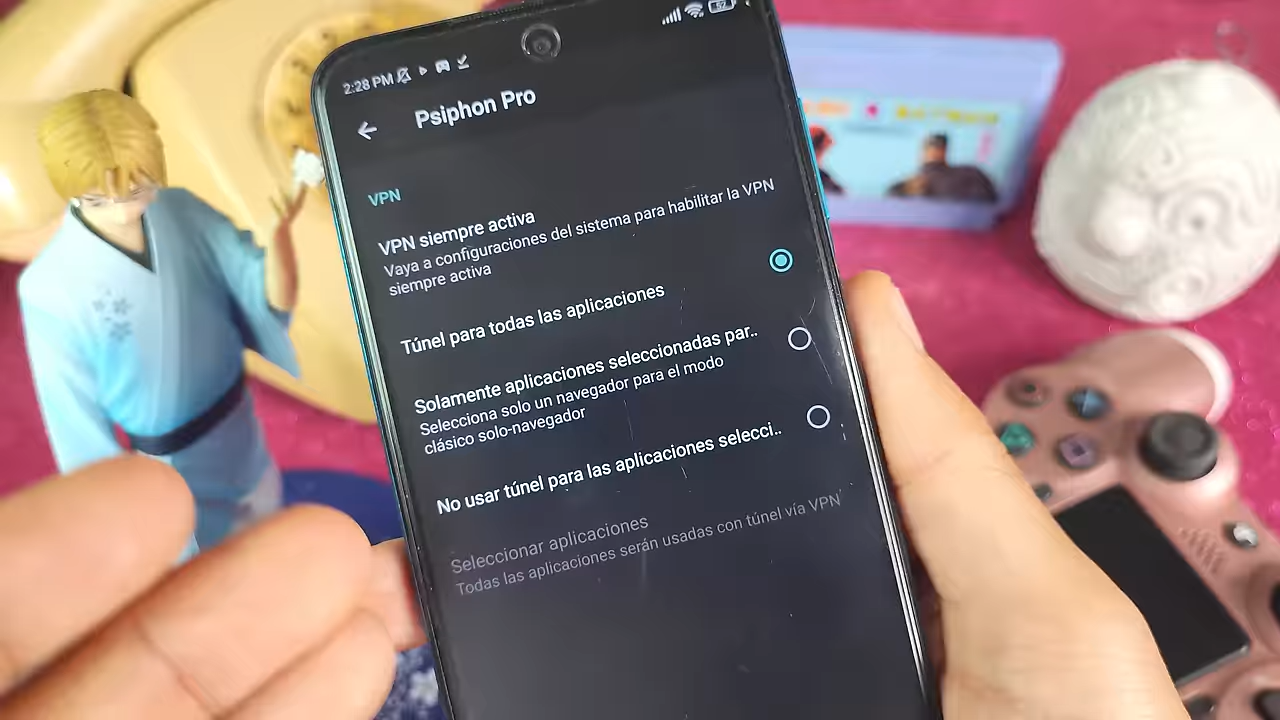 2:28 PM
52
Psiphon Pro
VPN
VPN siempre activa
Vaya a configuraciones del sistema para habilitar la VPN
siempre activa
Túnel para todas las aplicaciones
Solamente aplicaciones seleccionadas par..
Selecciona solo un navegador para el modo
clásico solo-navegador
No usar túnel para las aplicaciones selecci..
Seleccionar aplicaciones
Todas las aplicaciones serán usadas con túnel vía VPN